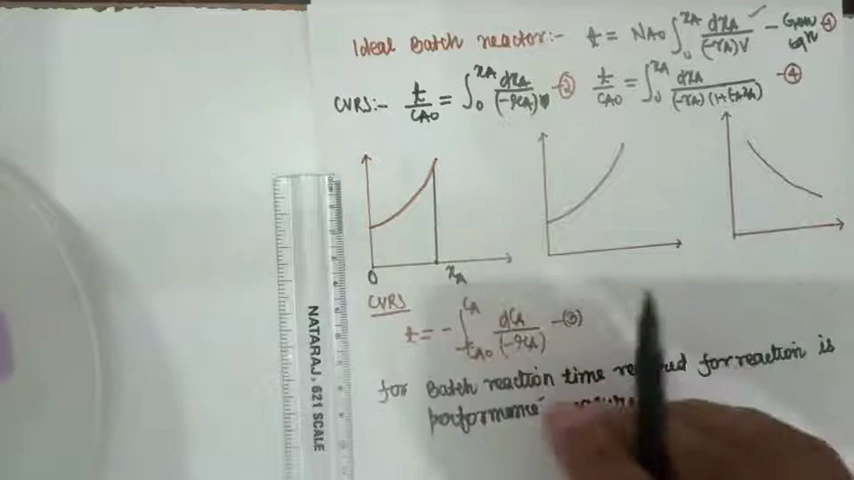 Ideal Batch reactor:- t = NA0 ∫₀^XA dXA/(-rA)V - Gen eqn ①
CVRS:- t/CA0 = ∫₀^XA dXA/(-rA) -② t/CA0 = ∫₀^XA dXA/(-rA)(1+εAXA) -④
0 XA
CVRS
t = - ∫CA0^CA dCA/(-rA) -③
for Batch reaction time required for reaction is
performance
NATARAJ 621 SCALE